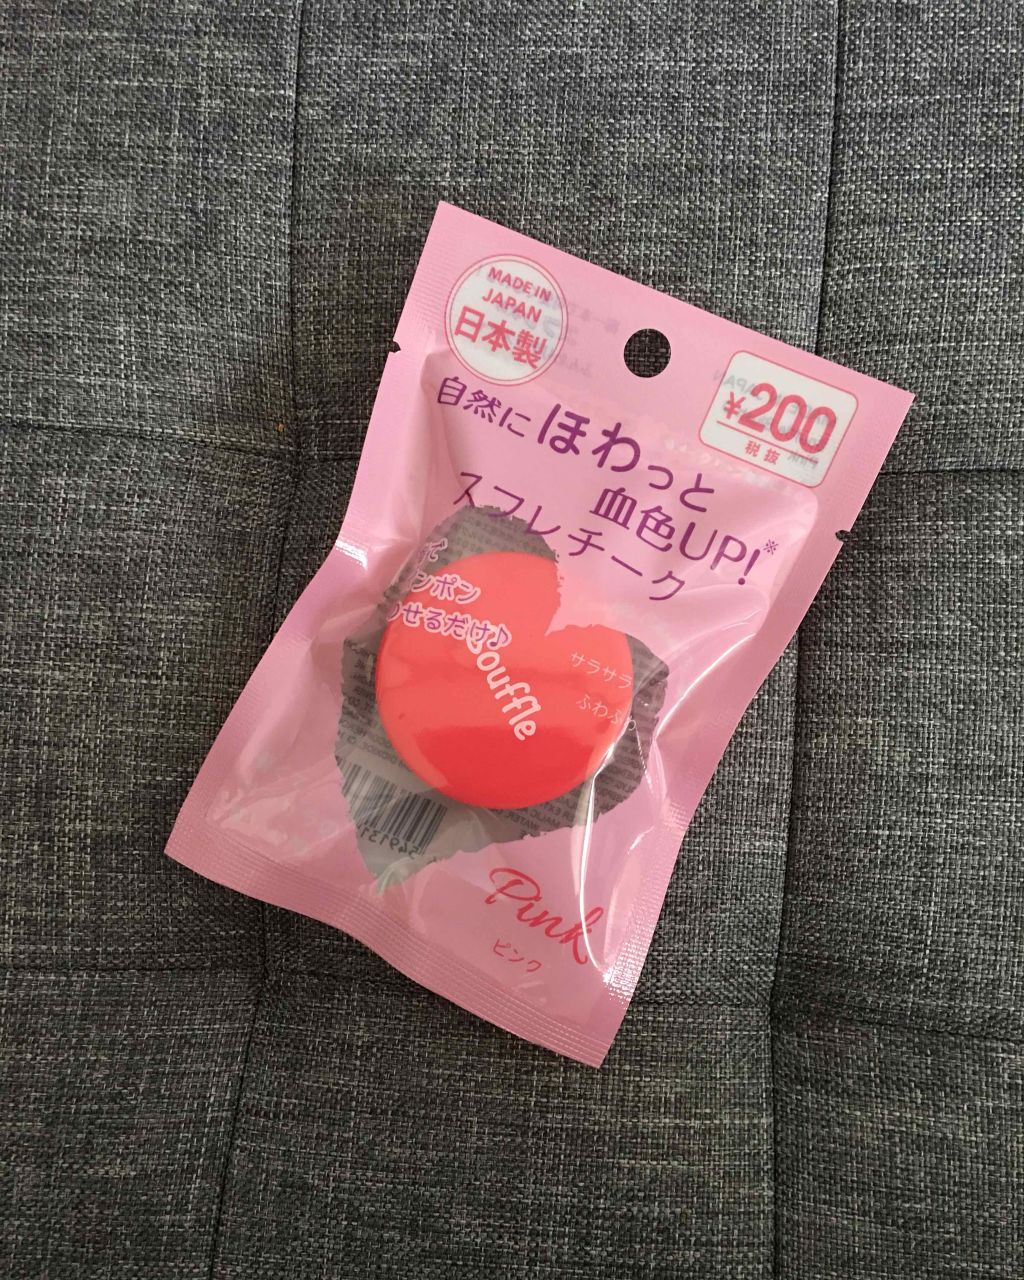 MADE IN
JAPAN
日本製
¥200
税抜
自然にほわっと
血色UP!※
スフレチーク
ンポン
せるだけ♪
souffle
サラサラ
ふわふわ
Pink
ピンク